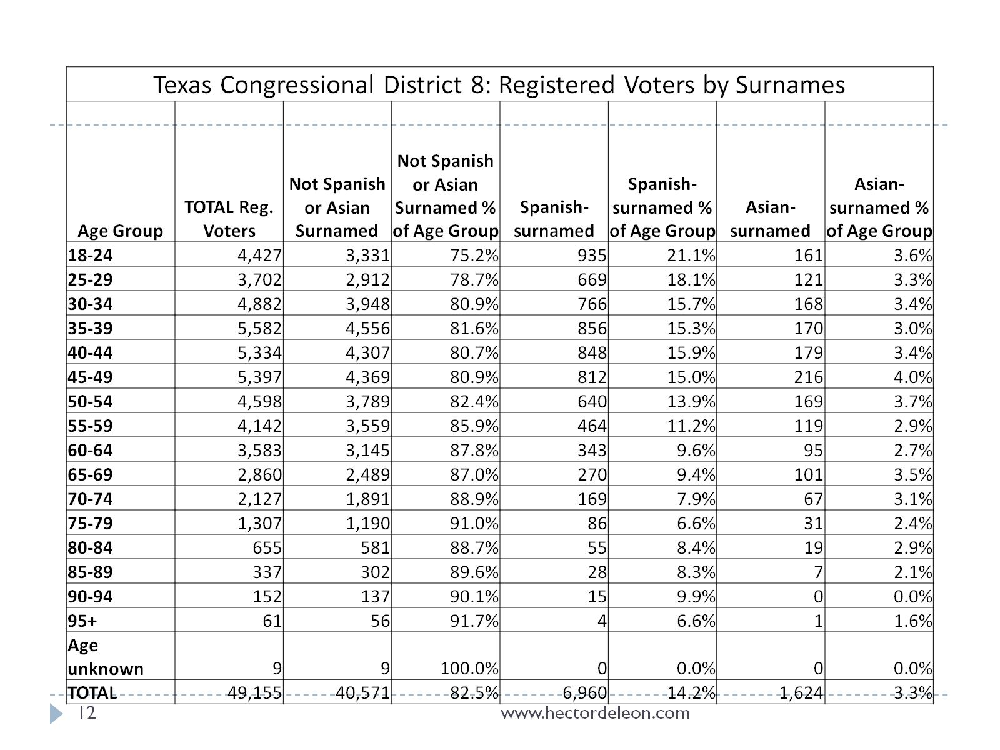 Texas Congressional District 8: Registered Voters by Surnames
Age Group TOTAL Reg. Voters Not Spanish or Asian Surnamed Not Spanish or Asian Surnamed % of Age Group Spanish-surnamed Spanish-surnamed % of Age Group Asian-surnamed Asian-surnamed % of Age Group
18-24 4,427 3,331 75.2% 935 21.1% 161 3.6%
25-29 3,702 2,912 78.7% 669 18.1% 121 3.3%
30-34 4,882 3,948 80.9% 766 15.7% 168 3.4%
35-39 5,582 4,556 81.6% 856 15.3% 170 3.0%
40-44 5,334 4,307 80.7% 848 15.9% 179 3.4%
45-49 5,397 4,369 80.9% 812 15.0% 216 4.0%
50-54 4,598 3,789 82.4% 640 13.9% 169 3.7%
55-59 4,142 3,559 85.9% 464 11.2% 119 2.9%
60-64 3,583 3,145 87.8% 343 9.6% 95 2.7%
65-69 2,860 2,489 87.0% 270 9.4% 101 3.5%
70-74 2,127 1,891 88.9% 169 7.9% 67 3.1%
75-79 1,307 1,190 91.0% 86 6.6% 31 2.4%
80-84 655 581 88.7% 55 8.4% 19 2.9%
85-89 337 302 89.6% 28 8.3% 7 2.1%
90-94 152 137 90.1% 15 9.9% 0 0.0%
95+ 61 56 91.7% 4 6.6% 1 1.6%
Age unknown 9 9 100.0% 0 0.0% 0 0.0%
TOTAL 49,155 40,571 82.5% 6,960 14.2% 1,624 3.3%
12 www.hectordeleon.com